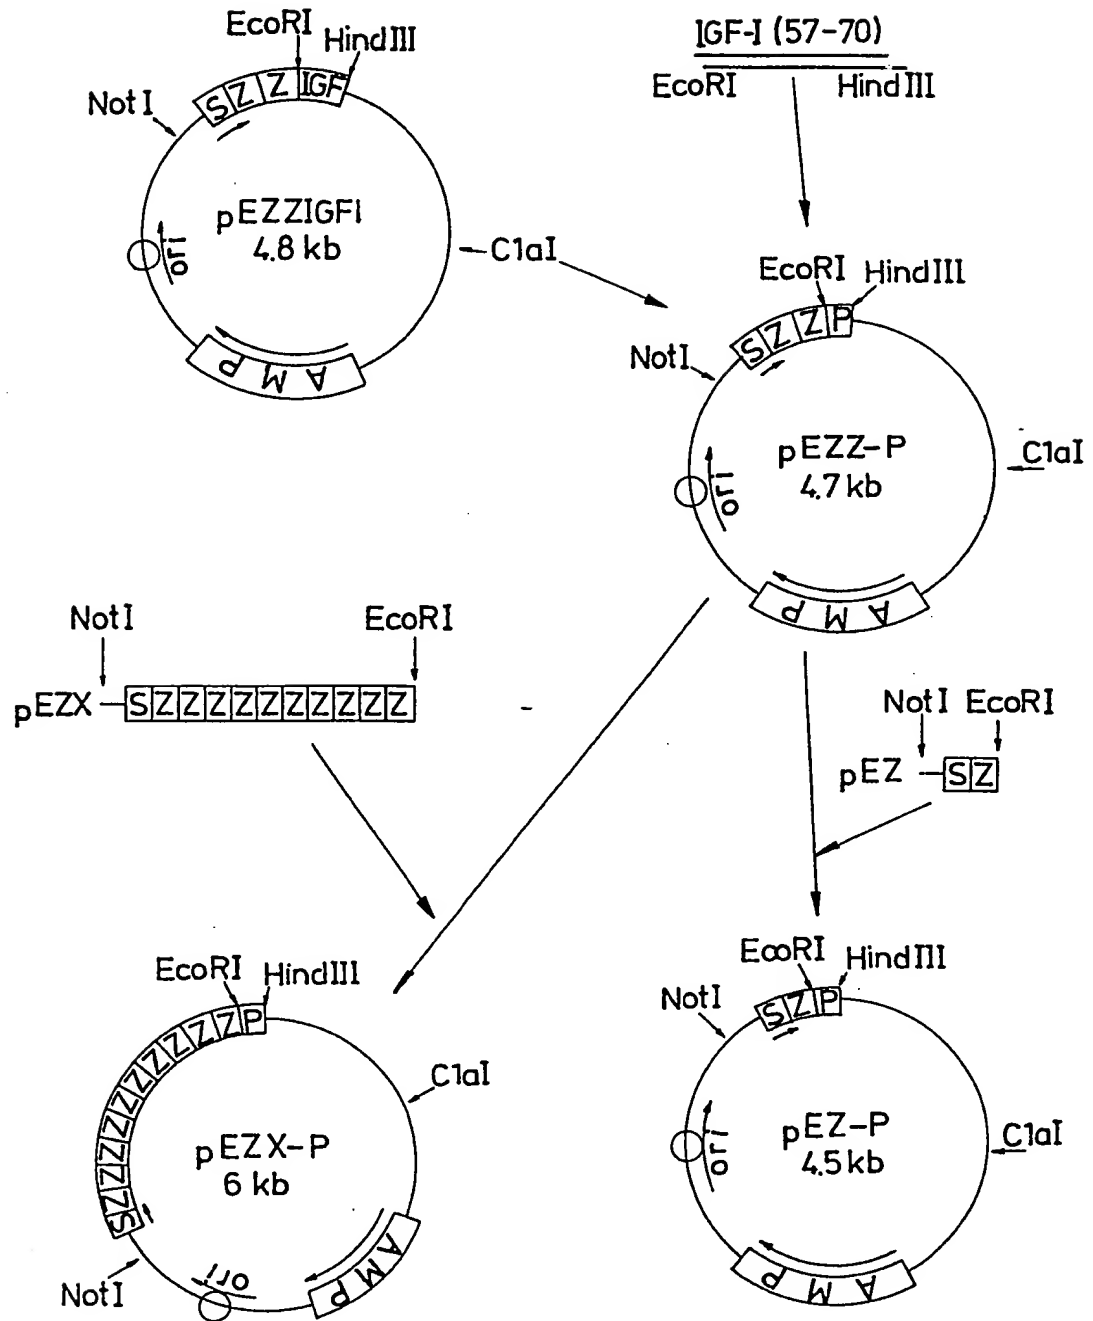 EcoRI
HindIII
NotI
S Z Z IGF
pEZZIGFI
4.8 kb
ori
AMP
ClaI
IGF-I (57-70)
EcoRI HindIII
EcoRI HindIII
NotI
S Z Z P
pEZZ-P
4.7 kb
ori
AMP
ClaI
NotI EcoRI
pEZX S Z Z Z Z Z Z Z Z Z Z
NotI EcoRI
pEZ S Z
EcoRI HindIII
S Z Z Z Z Z Z Z Z Z Z P
ClaI
pEZX-P
6 kb
NotI
ori
AMP
EcoRI HindIII
NotI
S Z P
pEZ-P
4.5 kb
ori
AMP
ClaI